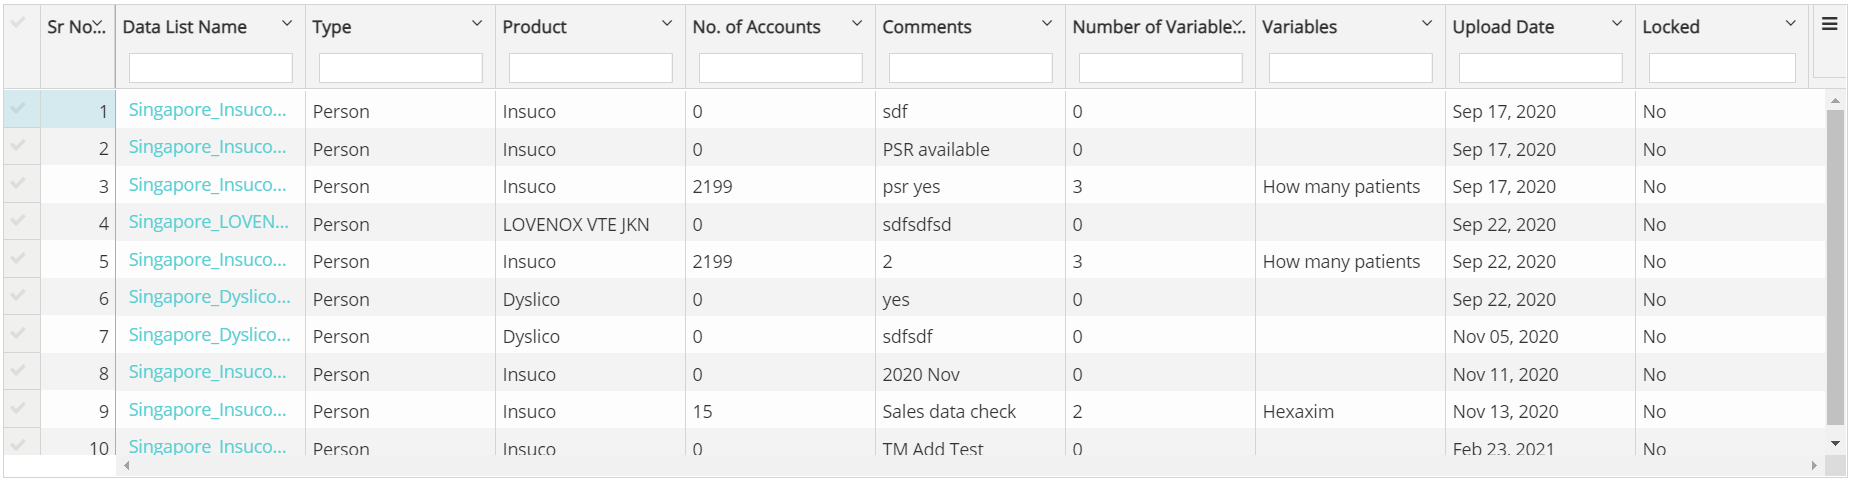 Sr No... Data List Name Type Product No. of Accounts Comments Number of Variable... Variables Upload Date Locked
1 Singapore_Insuco... Person Insuco 0 sdf 0 Sep 17, 2020 No
2 Singapore_Insuco... Person Insuco 0 PSR available 0 Sep 17, 2020 No
3 Singapore_Insuco... Person Insuco 2199 psr yes 3 How many patients Sep 17, 2020 No
4 Singapore_LOVEN... Person LOVENOX VTE JKN 0 sdfsdfsd 0 Sep 22, 2020 No
5 Singapore_Insuco... Person Insuco 2199 2 3 How many patients Sep 22, 2020 No
6 Singapore_Dyslico... Person Dyslico 0 yes 0 Sep 22, 2020 No
7 Singapore_Dyslico... Person Dyslico 0 sdfsdf 0 Nov 05, 2020 No
8 Singapore_Insuco... Person Insuco 0 2020 Nov 0 Nov 11, 2020 No
9 Singapore_Insuco... Person Insuco 15 Sales data check 2 Hexaxim Nov 13, 2020 No
10 Singapore_Insuco... Person Insuco 0 TM Add Test 0 Feb 23, 2021 No